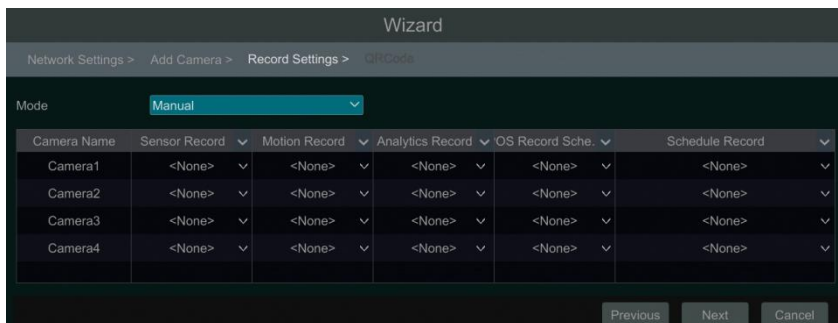 Wizard
Network Settings > Add Camera > Record Settings > QRCode
Mode Manual
Camera Name Sensor Record Motion Record Analytics Record POS Record Sche. Schedule Record
Camera1 <None> <None> <None> <None> <None>
Camera2 <None> <None> <None> <None> <None>
Camera3 <None> <None> <None> <None> <None>
Camera4 <None> <None> <None> <None> <None>
Previous Next Cancel